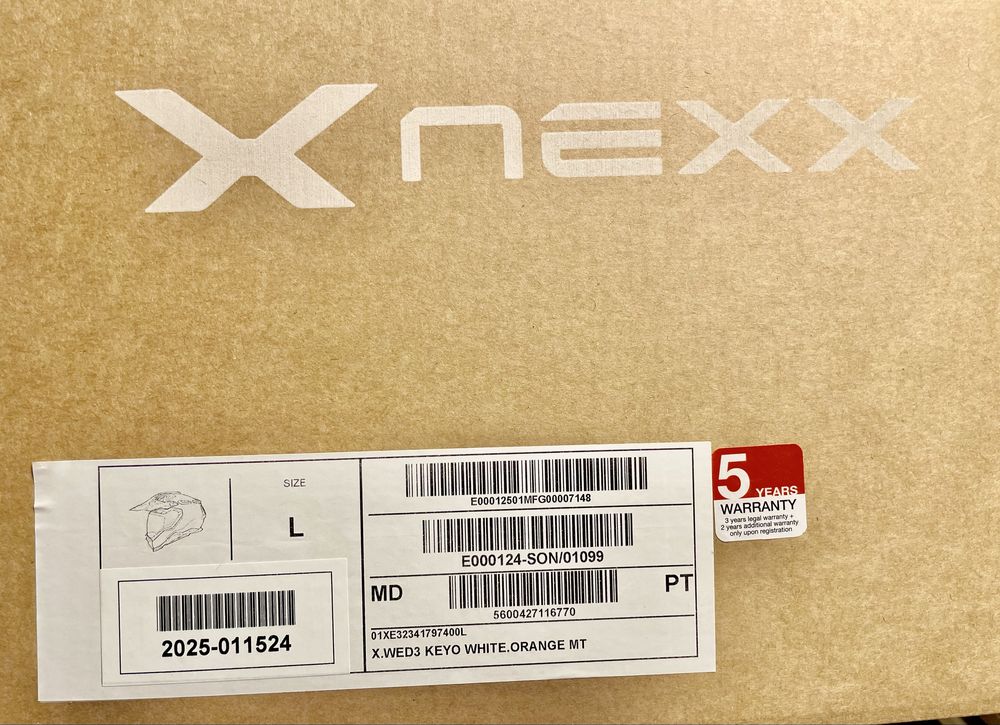 X nexx
SIZE
L
2025-011524
E00012501MFG00007148
E000124-SON/01099
MD
PT
5600427116770
01XE32341797400L
X.WED3 KEYO WHITE.ORANGE MT
5 YEARS
WARRANTY
3 years legal warranty +
2 years additional warranty
only upon registration